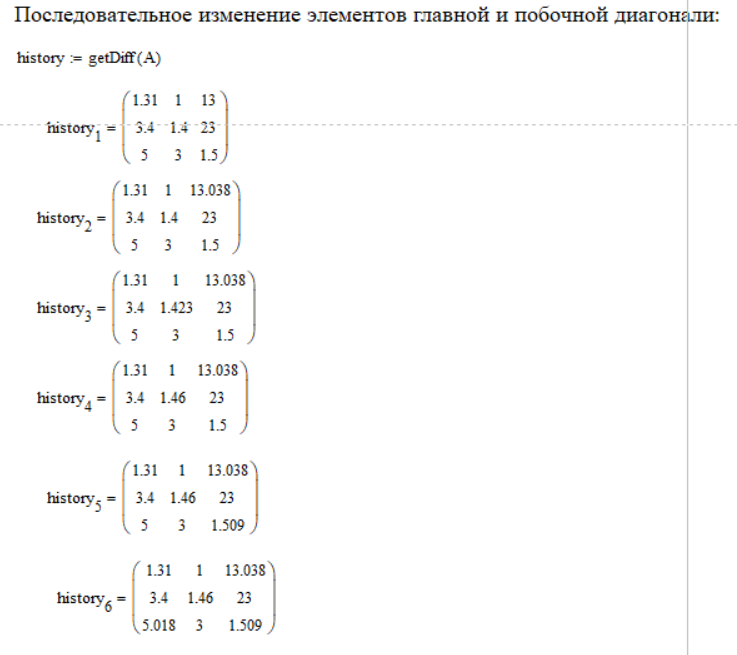 Последовательное изменение элементов главной и побочной диагонали:
history := getDiff(A)
1.31 1 13
history1 = 3.4 1.4 23
5 3 1.5
1.31 1 13.038
history2 = 3.4 1.4 23
5 3 1.5
1.31 1 13.038
history3 = 3.4 1.423 23
5 3 1.5
1.31 1 13.038
history4 = 3.4 1.46 23
5 3 1.5
1.31 1 13.038
history5 = 3.4 1.46 23
5 3 1.509
1.31 1 13.038
history6 = 3.4 1.46 23
5.018 3 1.509